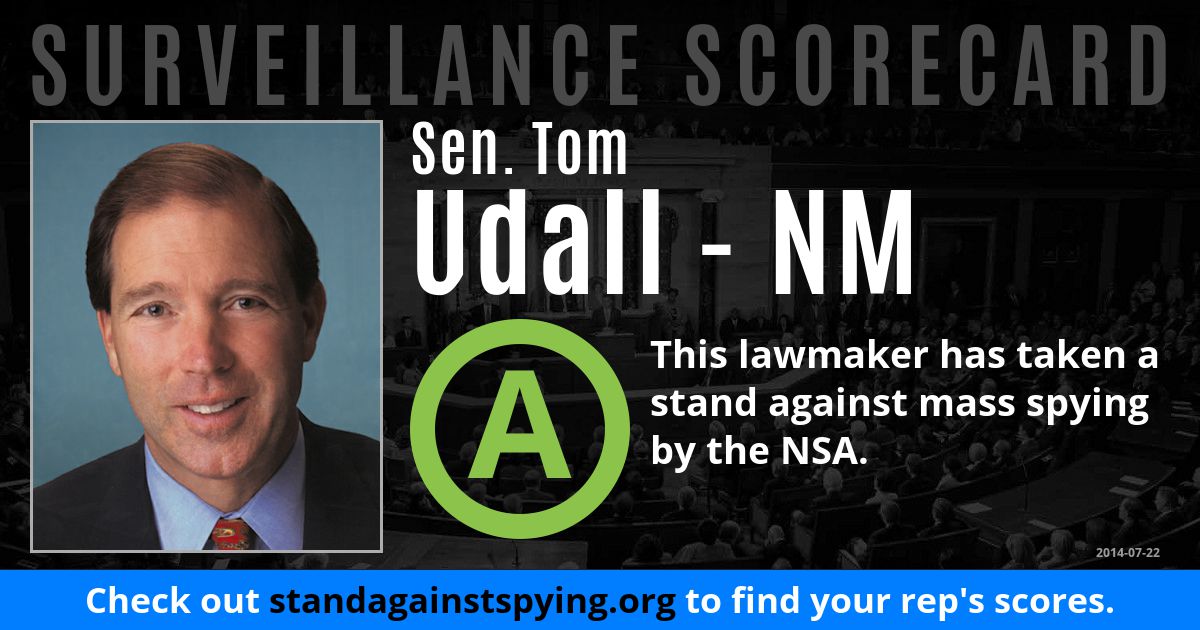 SURVEILLANCE SCORECARD
Sen. Tom
Udall - NM
A
This lawmaker has taken a
stand against mass spying
by the NSA.
2014-07-22
Check out standagainstspying.org to find your rep's scores.